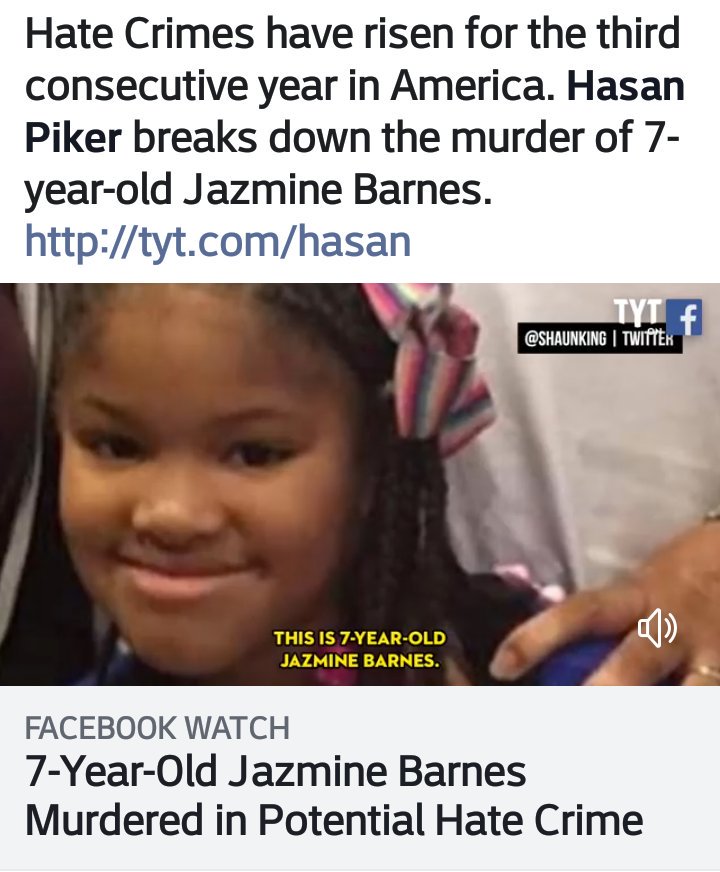 Hate Crimes have risen for the third
consecutive year in America. Hasan
Piker breaks down the murder of 7-
year-old Jazmine Barnes.
http://tyt.com/hasan
TYT f
@SHAUNKING | TWITTER
THIS IS 7-YEAR-OLD
JAZMINE BARNES.
FACEBOOK WATCH
7-Year-Old Jazmine Barnes
Murdered in Potential Hate Crime